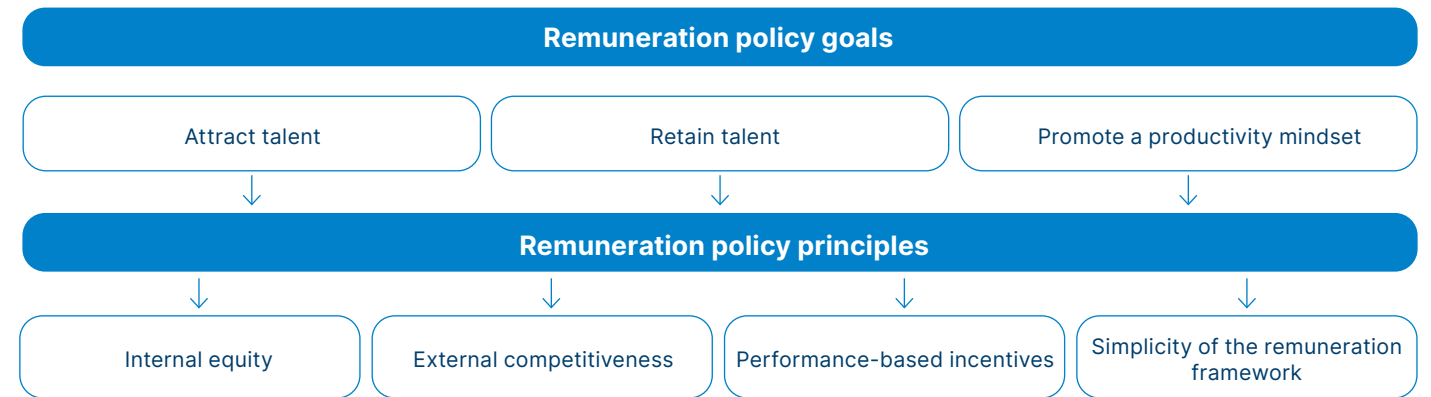 Remuneration policy goals
Attract talent
Retain talent
Promote a productivity mindset
Remuneration policy principles
Internal equity
External competitiveness
Performance-based incentives
Simplicity of the remuneration
framework